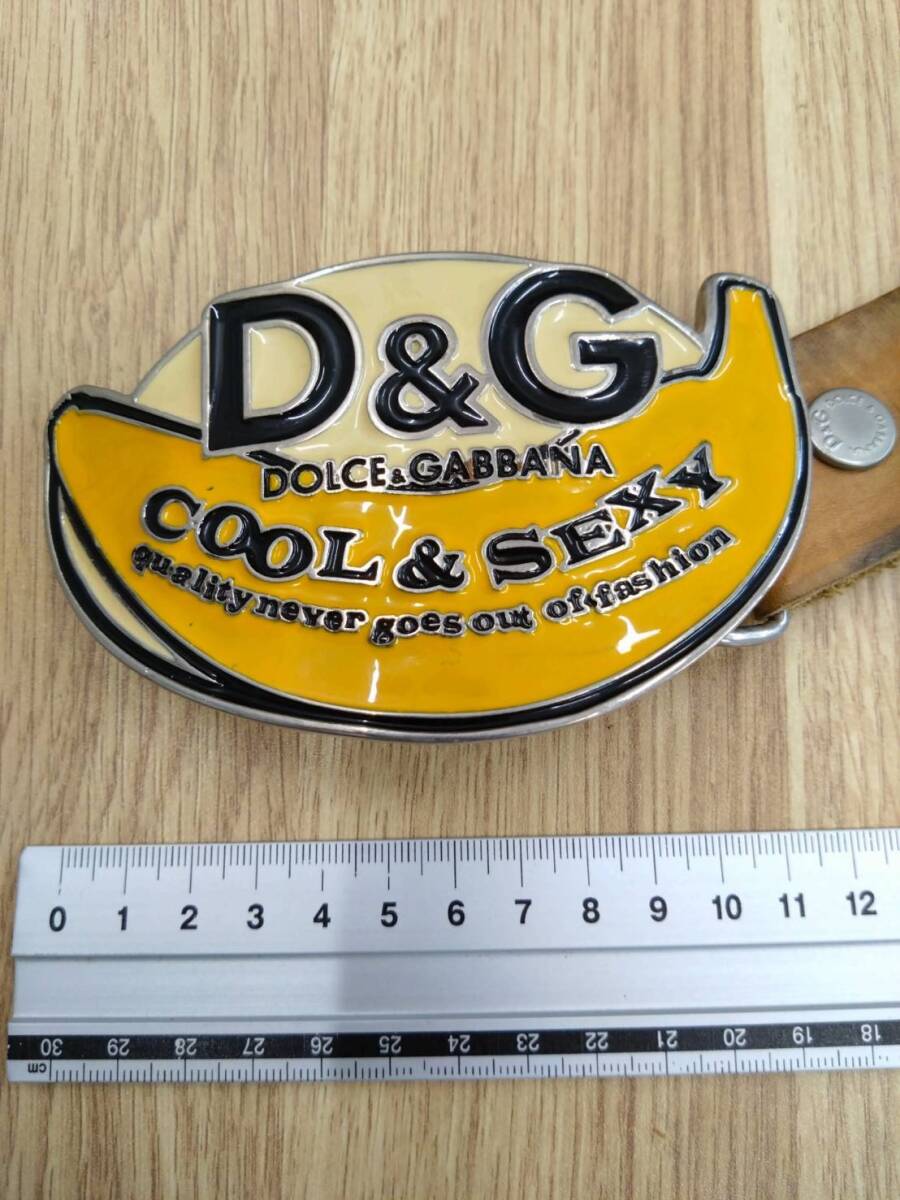 D&G
DOLCE & GABBANA
COOL & SEXY
quality never goes out of fashion
D&G
0 1 2 3 4 5 6 7 8 9 10 11 12
30 29 28 27 26 25 24 23 22 21 20 19 18
cm